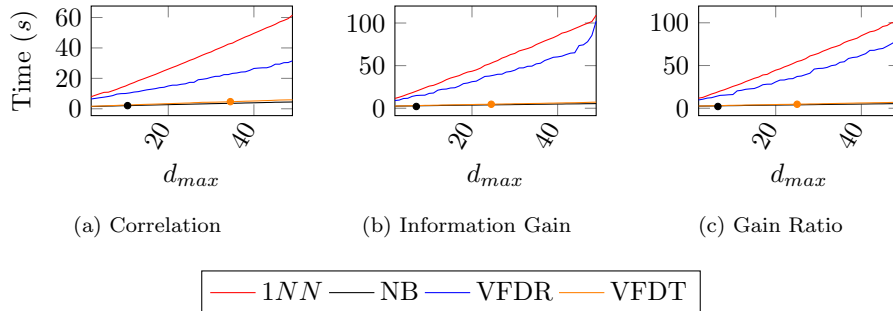 60
40
20
0
Time (s)
20
40
d_max
(a) Correlation
100
50
0
20
40
d_max
(b) Information Gain
100
50
0
20
40
d_max
(c) Gain Ratio
1NN NB VFDR VFDT